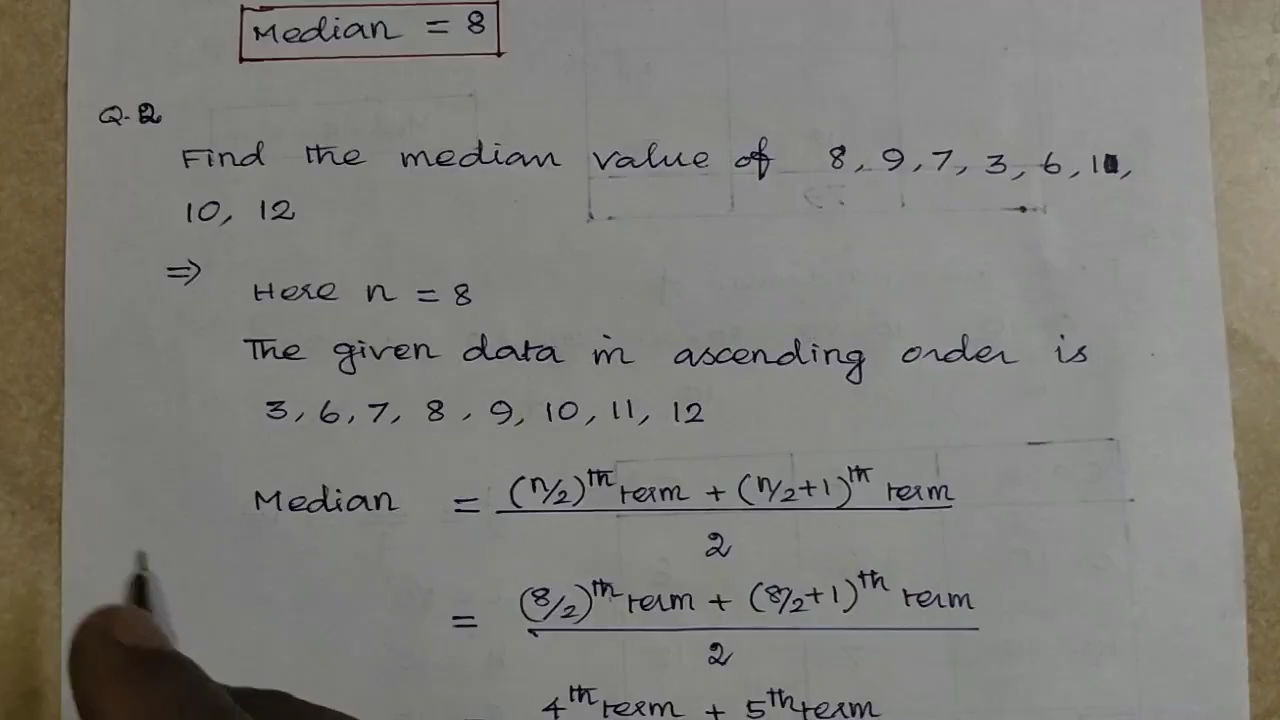 Median = 8
Q-2
Find the median value of 8, 9, 7, 3, 6, 11,
10, 12
⇒
Here n = 8
The given data in ascending order is
3, 6, 7, 8, 9, 10, 11, 12
Median = (n/2)th term + (n/2+1)th term
2
= (8/2)th term + (8/2+1)th term
2
= 4th term + 5th term